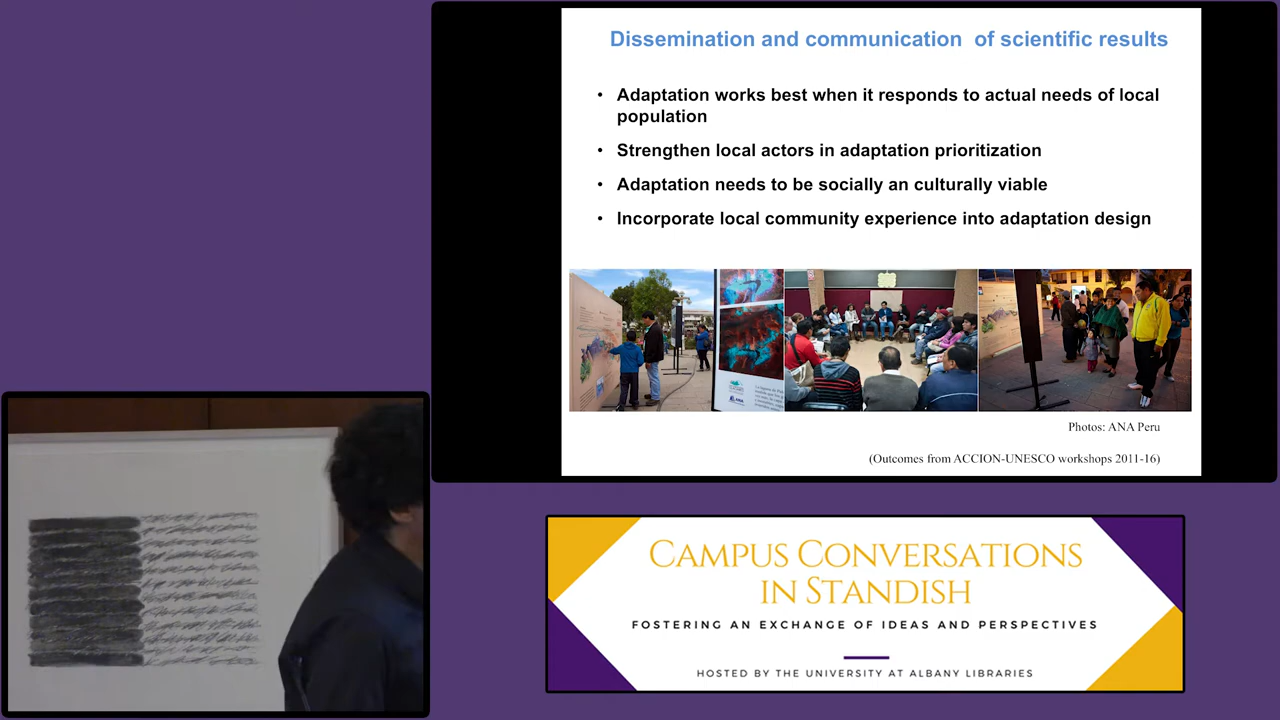 Dissemination and communication of scientific results
• Adaptation works best when it responds to actual needs of local
population
• Strengthen local actors in adaptation prioritization
• Adaptation needs to be socially an culturally viable
• Incorporate local community experience into adaptation design
Photos: ANA Peru
(Outcomes from ACCION-UNESCO workshops 2011-16)
CAMPUS CONVERSATIONS
IN STANDISH
FOSTERING AN EXCHANGE OF IDEAS AND PERSPECTIVES
HOSTED BY THE UNIVERSITY AT ALBANY LIBRARIES